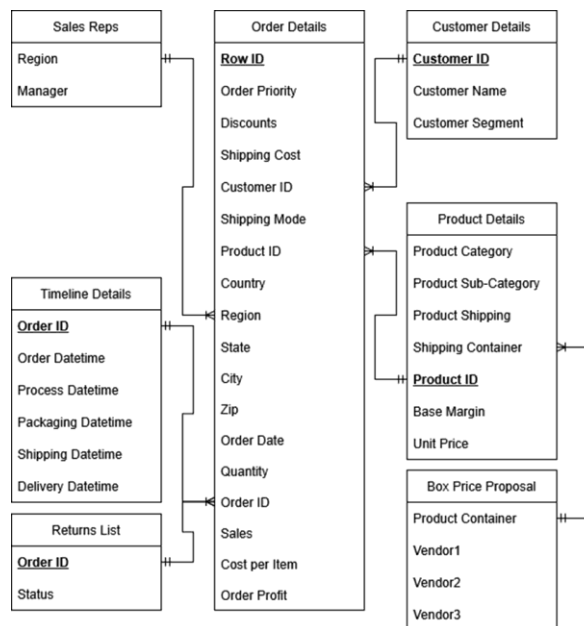 Sales Reps
Region
Manager
Timeline Details
Order ID
Order Datetime
Process Datetime
Packaging Datetime
Shipping Datetime
Delivery Datetime
Returns List
Order ID
Status
Order Details
Row ID
Order Priority
Discounts
Shipping Cost
Customer ID
Shipping Mode
Product ID
Country
Region
State
City
Zip
Order Date
Quantity
Order ID
Sales
Cost per Item
Order Profit
Customer Details
Customer ID
Customer Name
Customer Segment
Product Details
Product Category
Product Sub-Category
Product Shipping
Shipping Container
Product ID
Base Margin
Unit Price
Box Price Proposal
Product Container
Vendor1
Vendor2
Vendor3